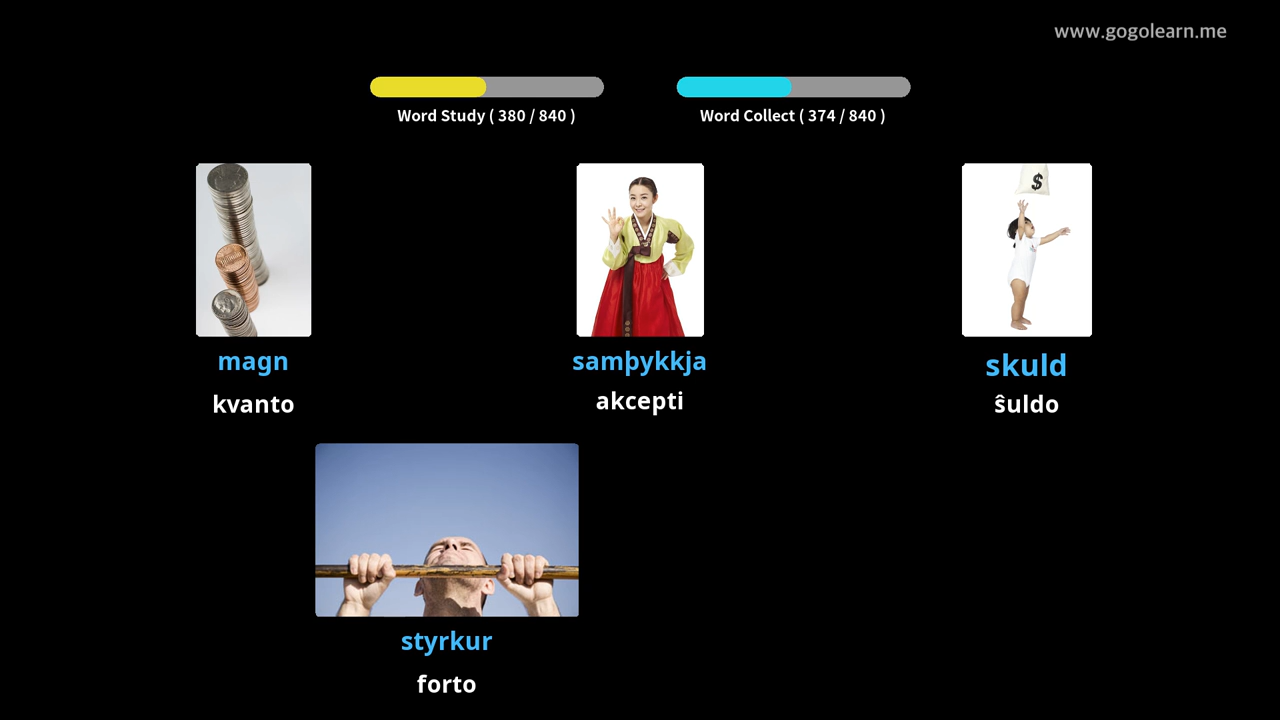 www.gogolearn.me
Word Study ( 380 / 840 )
Word Collect ( 374 / 840 )
$
magn
samþykkja
skuld
kvanto
akcepti
ŝuldo
styrkur
forto